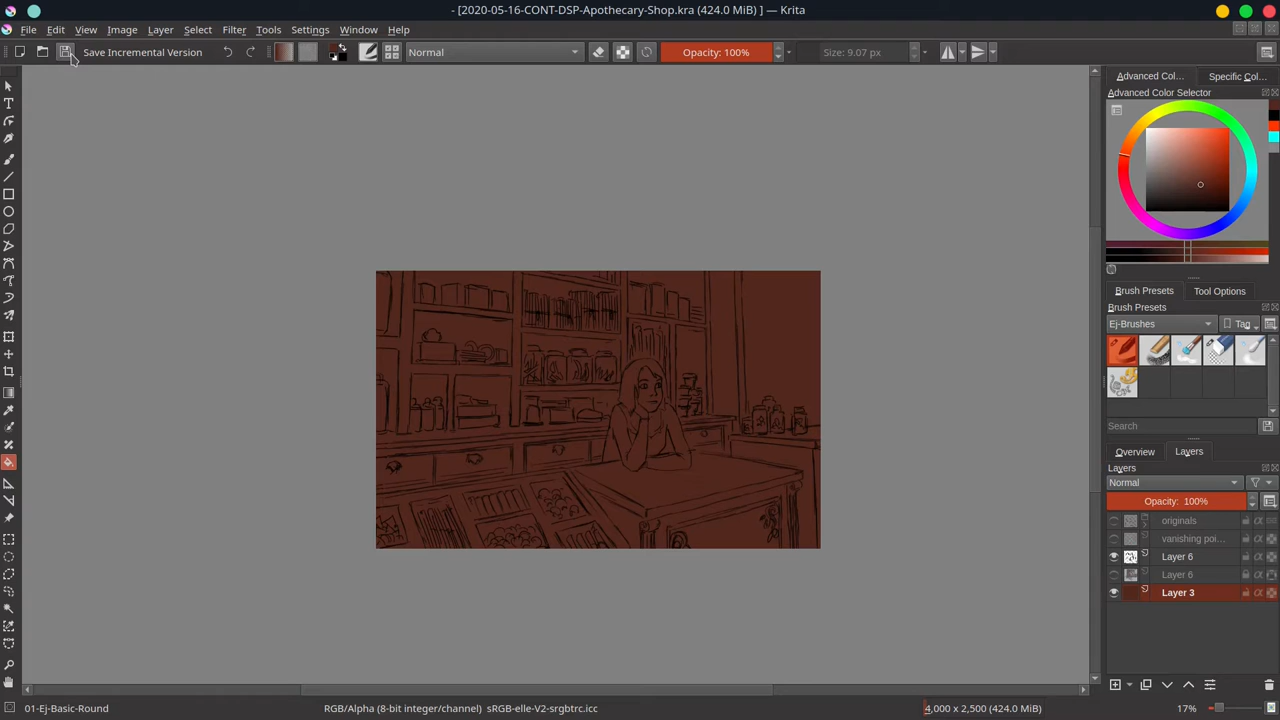 - [2020-05-16-CONT-DSP-Apothecary-Shop.kra (424.0 MiB) ] — Krita
File Edit View Image Layer Select Filter Tools Settings Window Help
Save Incremental Version Normal Opacity: 100% Size: 9.07 px
Advanced Col... Specific Col...
Advanced Color Selector
Brush Presets Tool Options
Brush Presets
Ej-Brushes Tag
Search
Overview Layers
Layers
Normal
Opacity: 100%
originals
vanishing poi...
Layer 6
Layer 6
Layer 3
01-Ej-Basic-Round RGB/Alpha (8-bit integer/channel) sRGB-elle-V2-srgbtrc.icc 4,000 x 2,500 (424.0 MiB) 17%